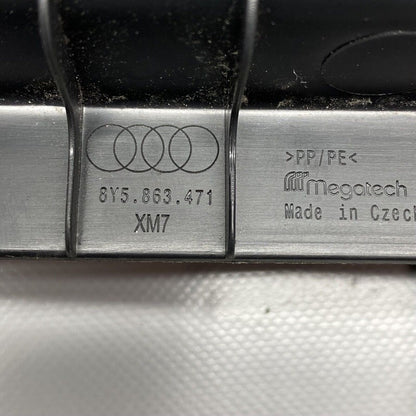 8Y5.863.471
XM7
>PP/PE<
Megatech
Made in Czech